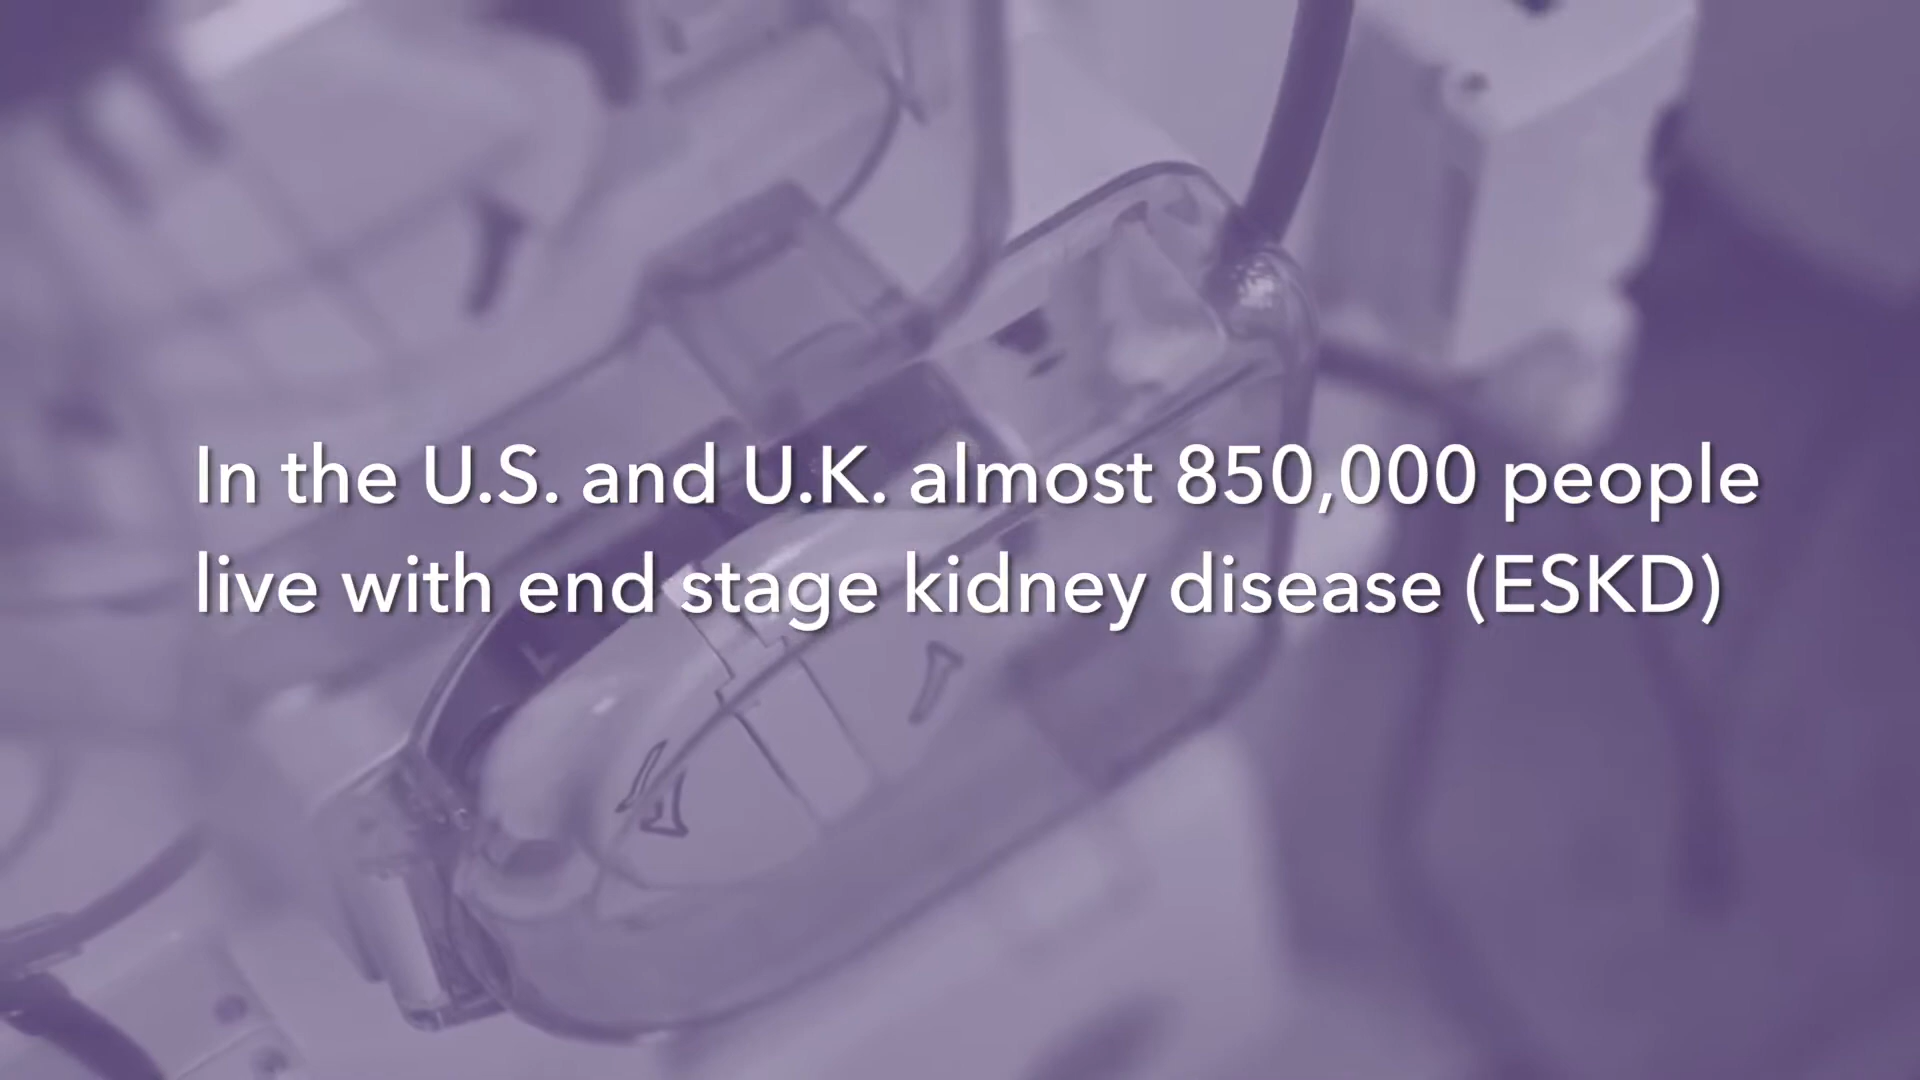 In the U.S. and U.K. almost 850,000 people
live with end stage kidney disease (ESKD)